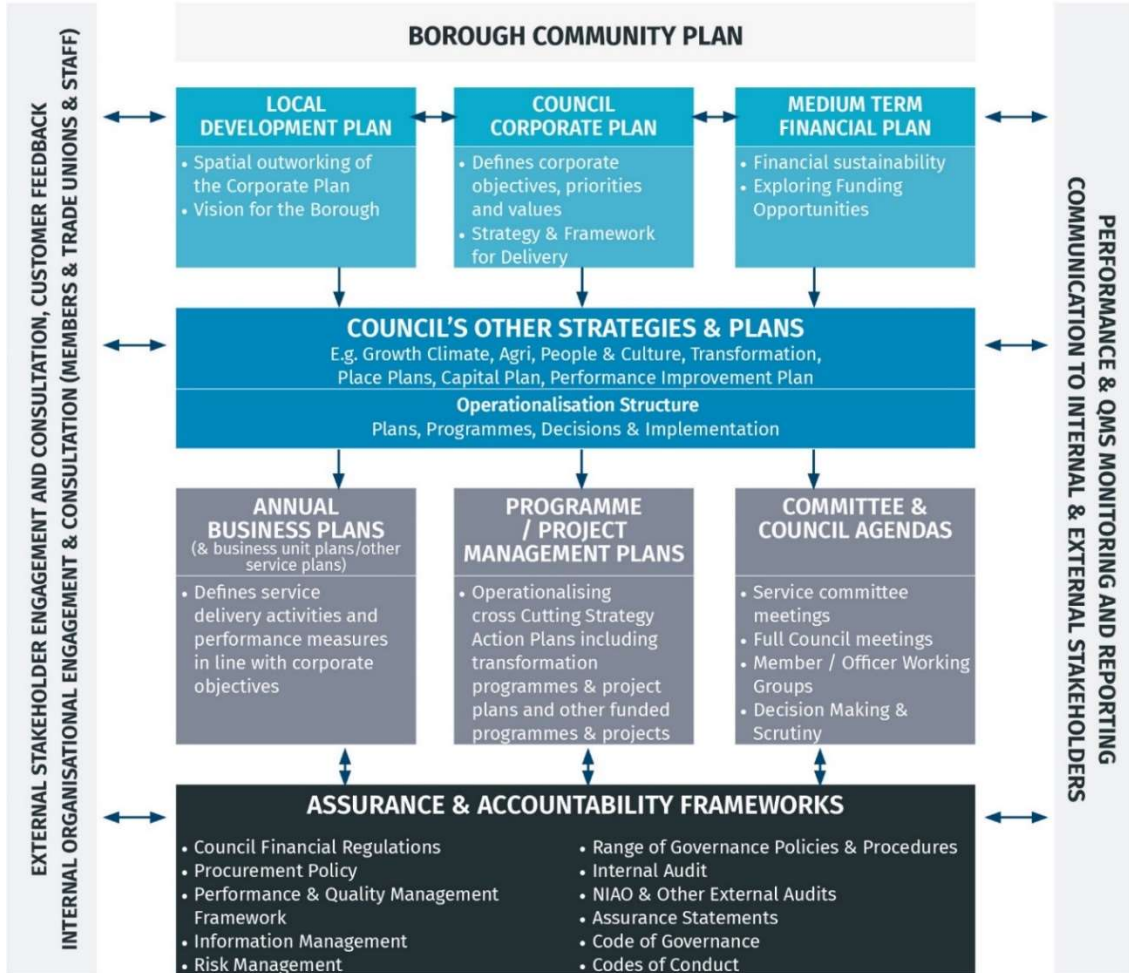 EXTERNAL STAKEHOLDER ENGAGEMENT AND CONSULTATION, CUSTOMER FEEDBACK
INTERNAL ORGANISATIONAL ENGAGEMENT & CONSULTATION (MEMBERS & TRADE UNIONS & STAFF)
BOROUGH COMMUNITY PLAN
LOCAL
DEVELOPMENT PLAN
• Spatial outworking of
the Corporate Plan
• Vision for the Borough
COUNCIL
CORPORATE PLAN
• Defines corporate
objectives, priorities
and values
• Strategy & Framework
for Delivery
MEDIUM TERM
FINANCIAL PLAN
• Financial sustainability
• Exploring Funding
Opportunities
COUNCIL'S OTHER STRATEGIES & PLANS
E.g. Growth Climate, Agri, People & Culture, Transformation,
Place Plans, Capital Plan, Performance Improvement Plan
Operationalisation Structure
Plans, Programmes, Decisions & Implementation
ANNUAL
BUSINESS PLANS
(& business unit plans/other
service plans)
• Defines service
delivery activities and
performance measures
in line with corporate
objectives
PROGRAMME
/ PROJECT
MANAGEMENT PLANS
• Operationalising
cross Cutting Strategy
Action Plans including
transformation
programmes & project
plans and other funded
programmes & projects
COMMITTEE &
COUNCIL AGENDAS
• Service committee
meetings
• Full Council meetings
• Member / Officer Working
Groups
• Decision Making &
Scrutiny
ASSURANCE & ACCOUNTABILITY FRAMEWORKS
• Council Financial Regulations
• Procurement Policy
• Performance & Quality Management
Framework
• Information Management
• Risk Management
• Range of Governance Policies & Procedures
• Internal Audit
• NIAO & Other External Audits
• Assurance Statements
• Code of Governance
• Codes of Conduct
PERFORMANCE & QMS MONITORING AND REPORTING
COMMUNICATION TO INTERNAL & EXTERNAL STAKEHOLDERS